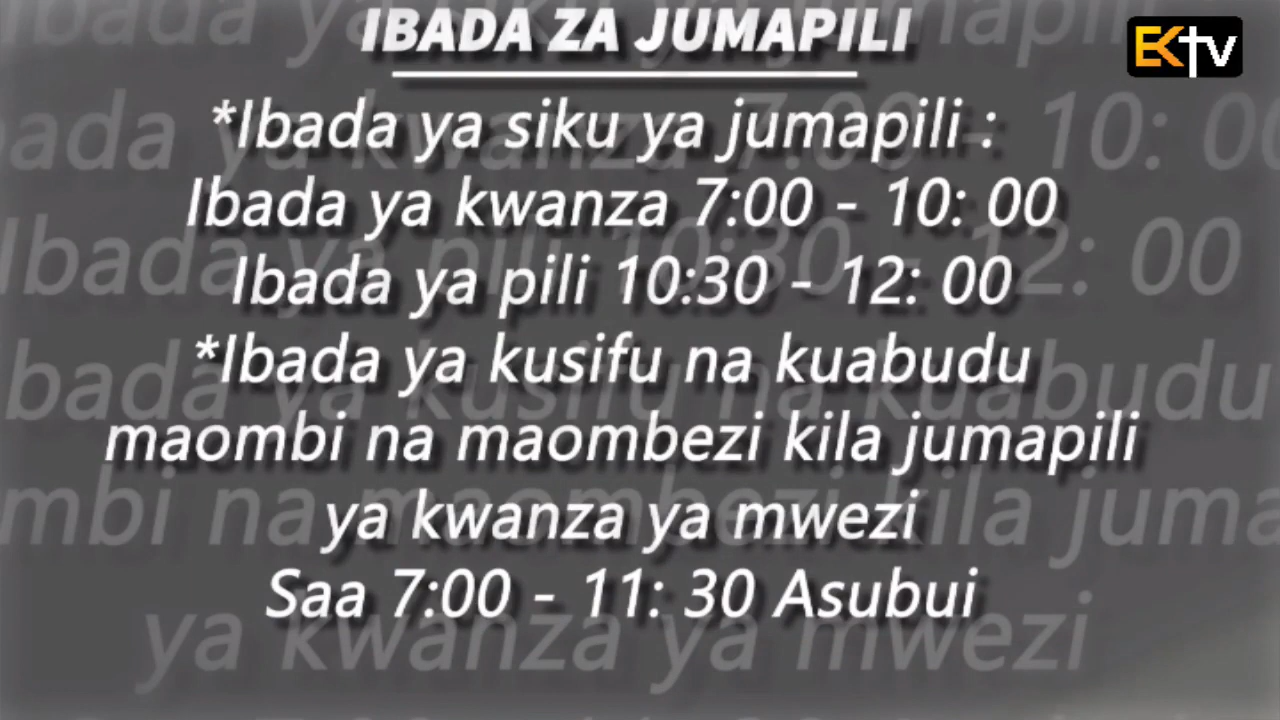 IBADA ZA JUMAPILI
EKTV
*Ibada ya siku ya jumapili :
Ibada ya kwanza 7:00 - 10: 00
Ibada ya pili 10:30 - 12: 00
*Ibada ya kusifu na kuabudu
maombi na maombezi kila jumapili
ya kwanza ya mwezi
Saa 7:00 - 11: 30 Asubui